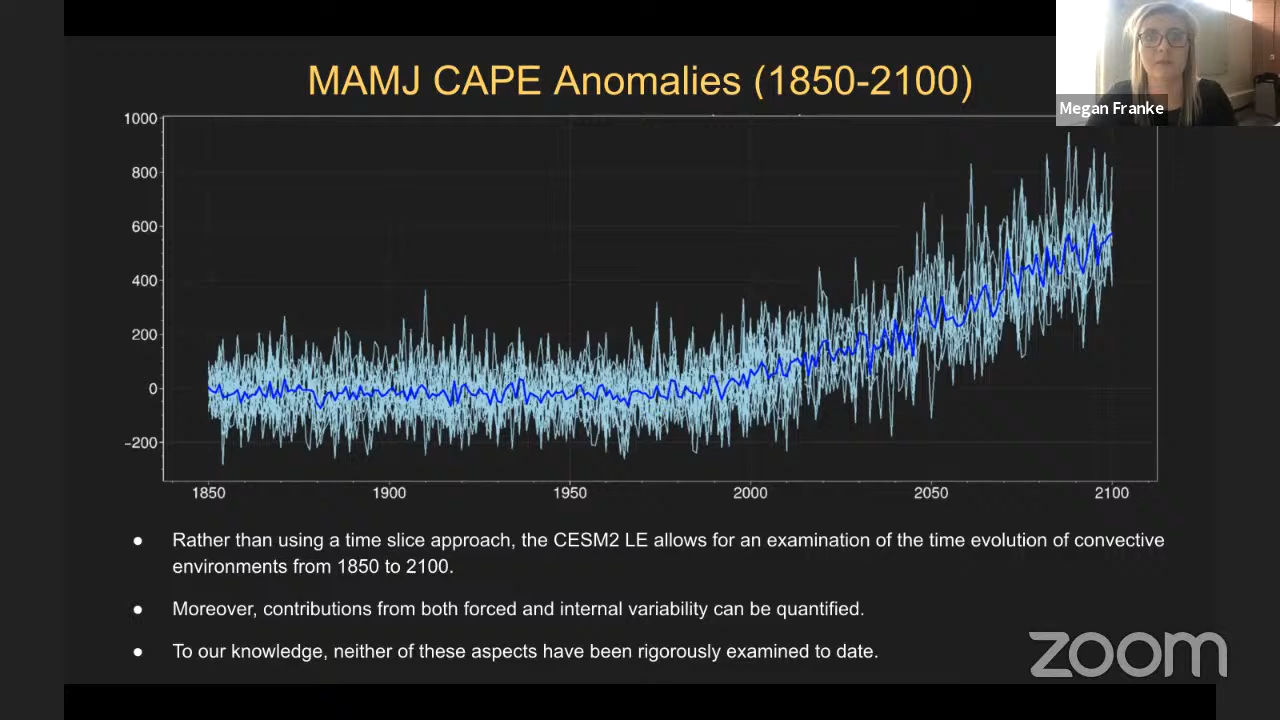 MAMJ CAPE Anomalies (1850-2100)
Megan Franke
1000
800
600
400
200
0
−200
1850 1900 1950 2000 2050 2100
● Rather than using a time slice approach, the CESM2 LE allows for an examination of the time evolution of convective
environments from 1850 to 2100.
● Moreover, contributions from both forced and internal variability can be quantified.
● To our knowledge, neither of these aspects have been rigorously examined to date.
zoom